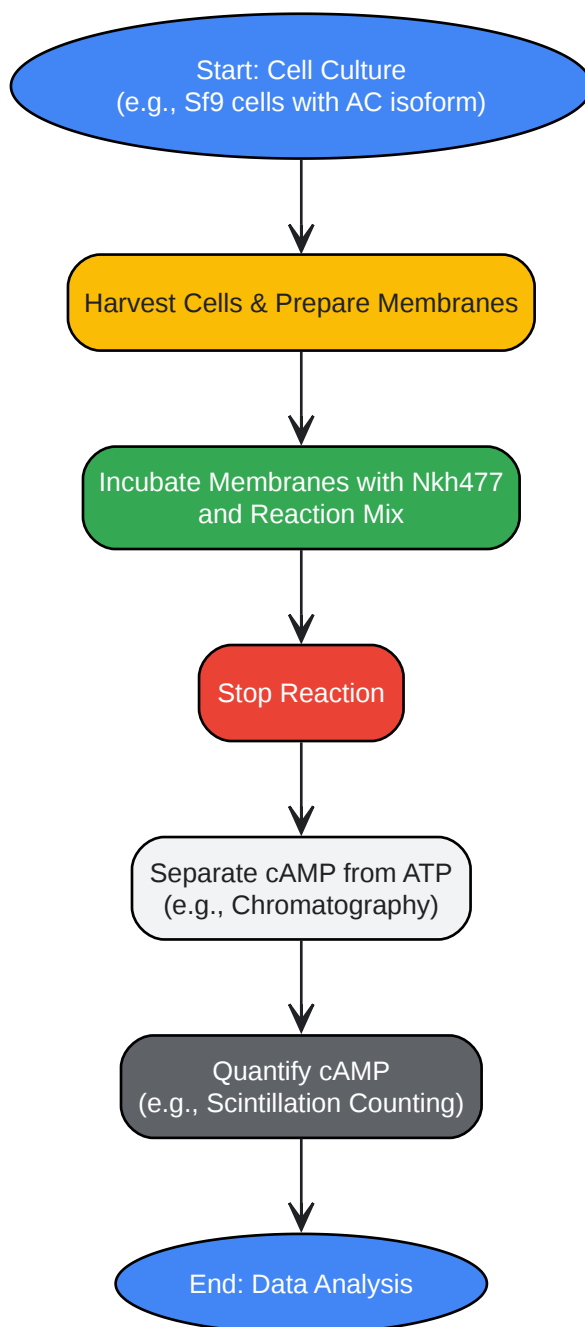 Start: Cell Culture
(e.g., Sf9 cells with AC isoform)
Harvest Cells & Prepare Membranes
Incubate Membranes with Nkh477
and Reaction Mix
Stop Reaction
Separate cAMP from ATP
(e.g., Chromatography)
Quantify cAMP
(e.g., Scintillation Counting)
End: Data Analysis